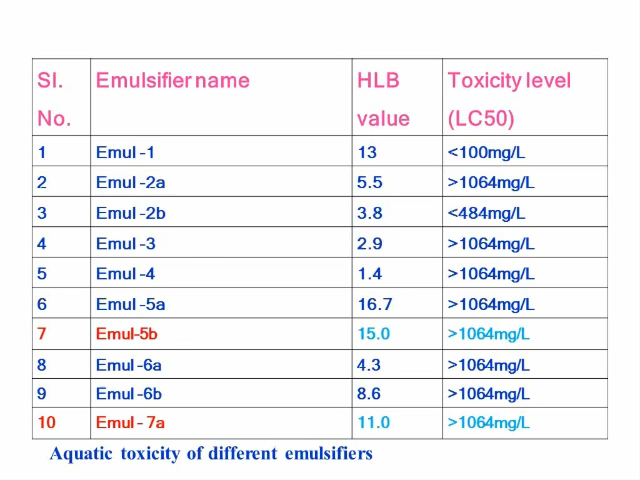 Sl. No. Emulsifier name HLB value Toxicity level (LC50)
1 Emul -1 13 <100mg/L
2 Emul -2a 5.5 >1064mg/L
3 Emul -2b 3.8 <484mg/L
4 Emul -3 2.9 >1064mg/L
5 Emul -4 1.4 >1064mg/L
6 Emul -5a 16.7 >1064mg/L
7 Emul-5b 15.0 >1064mg/L
8 Emul -6a 4.3 >1064mg/L
9 Emul -6b 8.6 >1064mg/L
10 Emul - 7a 11.0 >1064mg/L
Aquatic toxicity of different emulsifiers